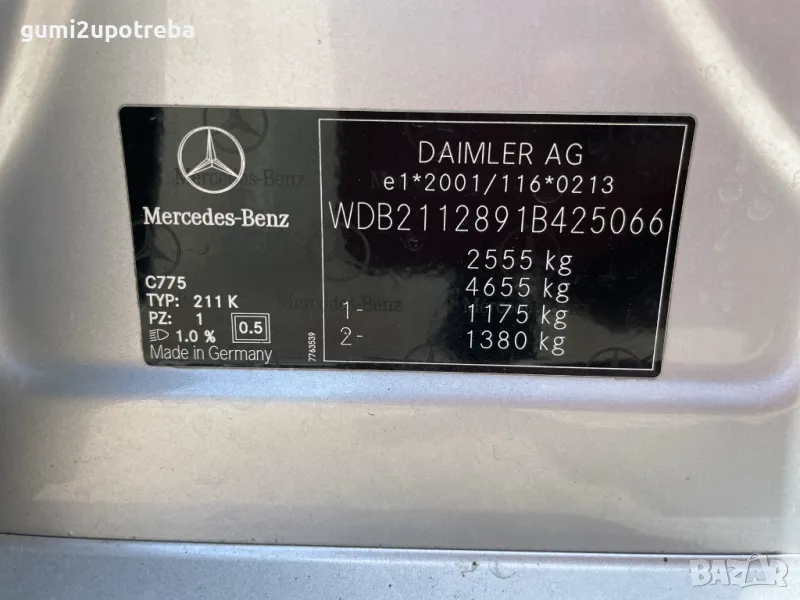 gumi2upotreba
Mercedes-Benz
C775
TYP: 211 K
PZ: 1
0.5
1.0 %
Made in Germany
7763539
DAIMLER AG
e1*2001/116*0213
WDB2112891B425066
2555 kg
4655 kg
1- 1175 kg
2- 1380 kg
BAZAR